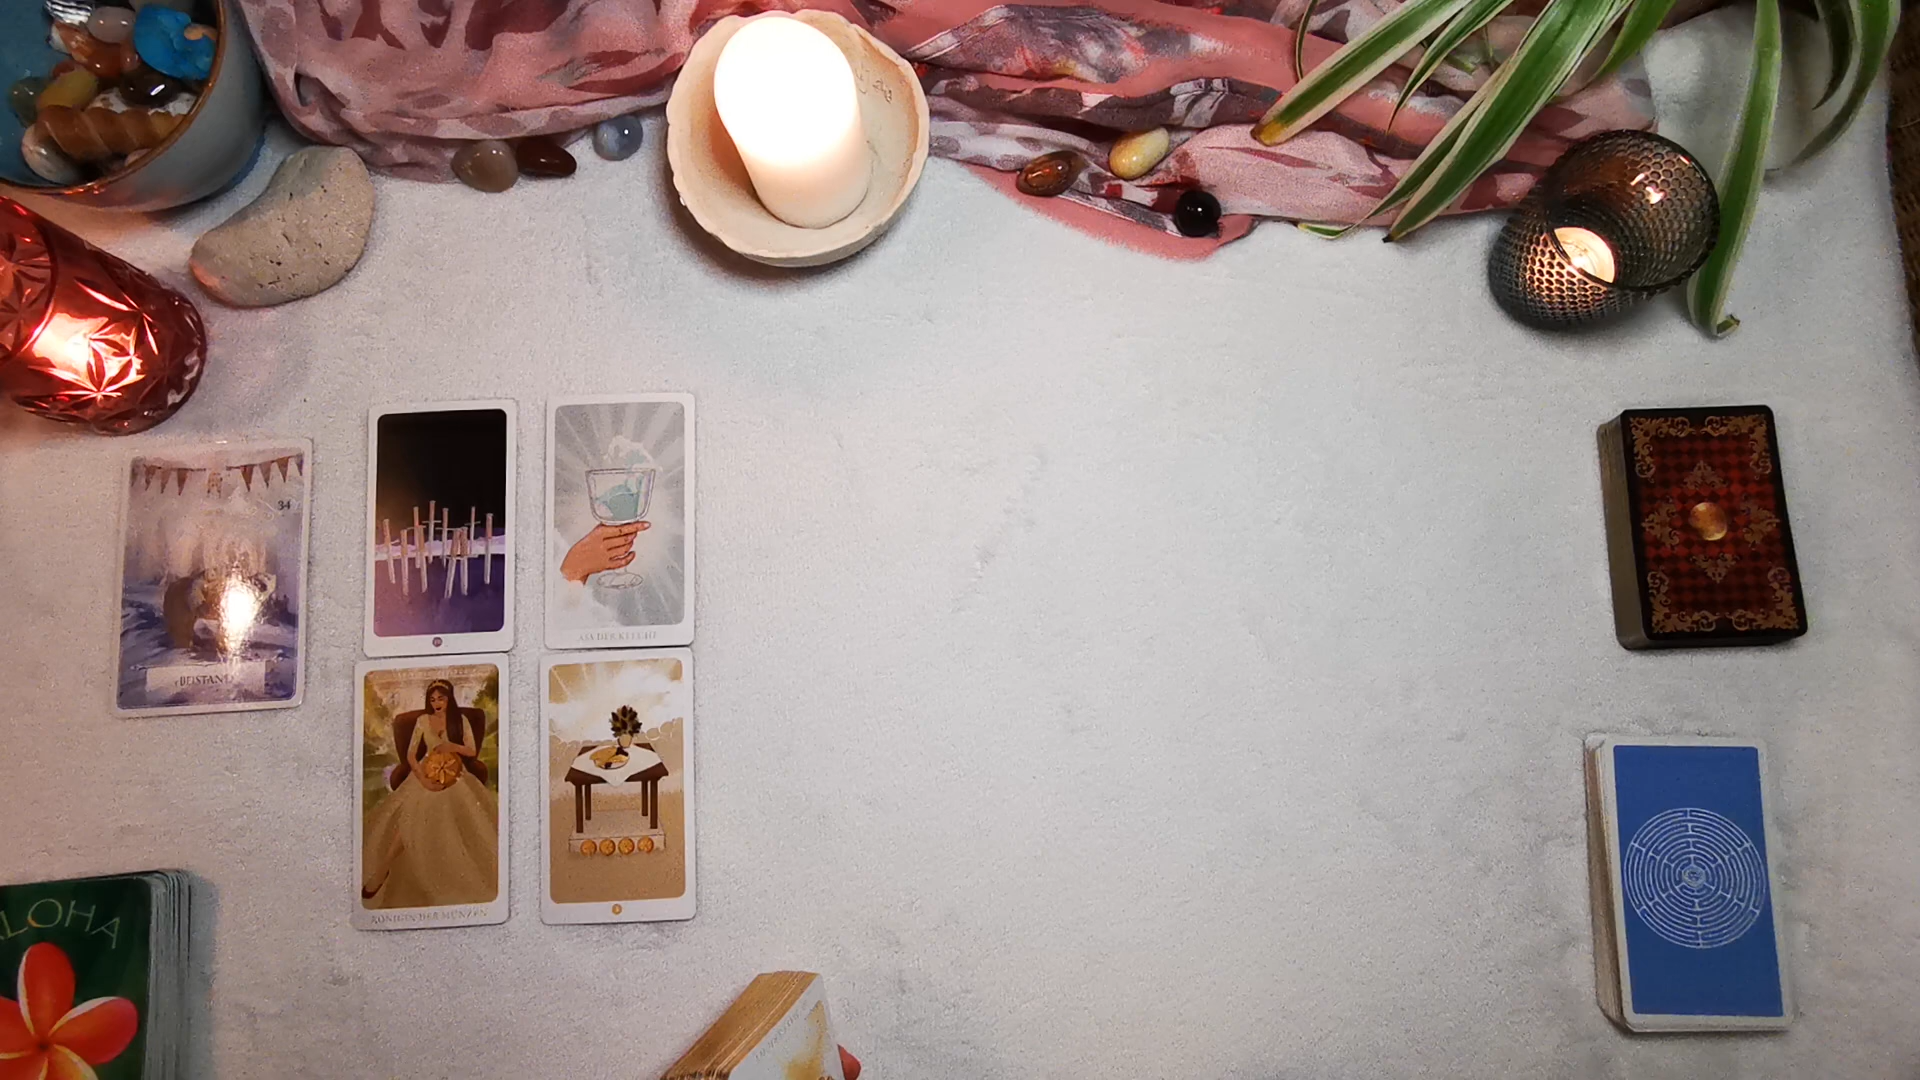 34
BEISTAND
ASS DER KELCHE
KÖNIGIN DER MÜNZEN
ALOHA